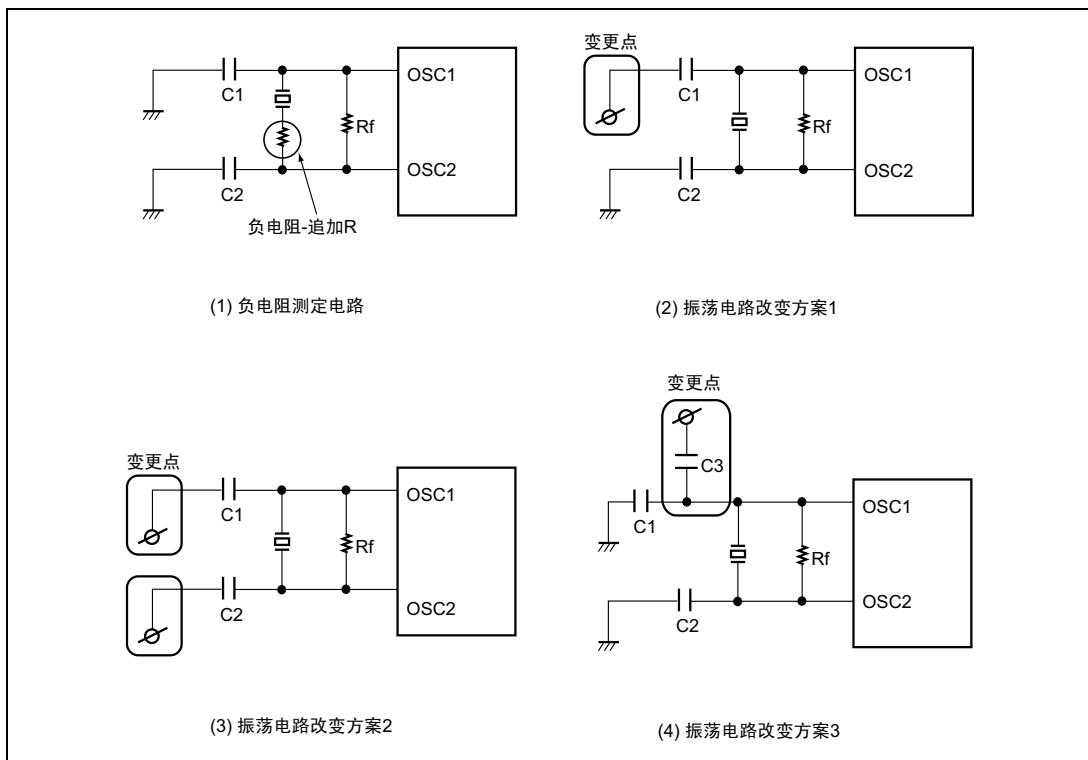 OSC1
C1
Rf
OSC2
C2
负电阻-追加R
(1) 负电阻测定电路
变更点
OSC1
C1
Rf
OSC2
C2
(2) 振荡电路改变方案1
变更点
OSC1
C1
Rf
OSC2
C2
(3) 振荡电路改变方案2
变更点
C3
OSC1
C1
Rf
OSC2
C2
(4) 振荡电路改变方案3